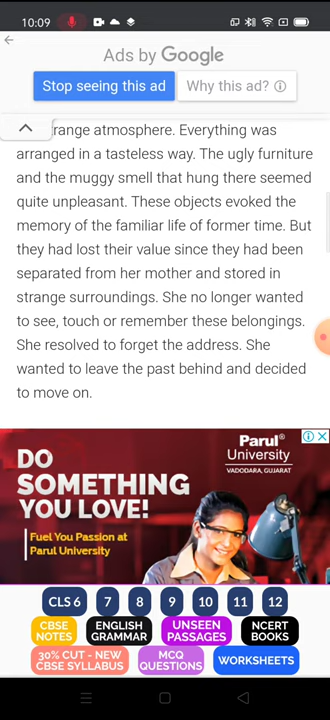 10:09
Ads by Google
Stop seeing this ad
Why this ad?
range atmosphere. Everything was
arranged in a tasteless way. The ugly furniture
and the muggy smell that hung there seemed
quite unpleasant. These objects evoked the
memory of the familiar life of former time. But
they had lost their value since they had been
separated from her mother and stored in
strange surroundings. She no longer wanted
to see, touch or remember these belongings.
She resolved to forget the address. She
wanted to leave the past behind and decided
to move on.
Parul®
University
VADODARA, GUJARAT
DO
SOMETHING
YOU LOVE!
Fuel You Passion at
Parul University
CLS 6 7 8 9 10 11 12
CBSE NOTES
ENGLISH GRAMMAR
UNSEEN PASSAGES
NCERT BOOKS
30% CUT - NEW CBSE SYLLABUS
MCQ QUESTIONS
WORKSHEETS